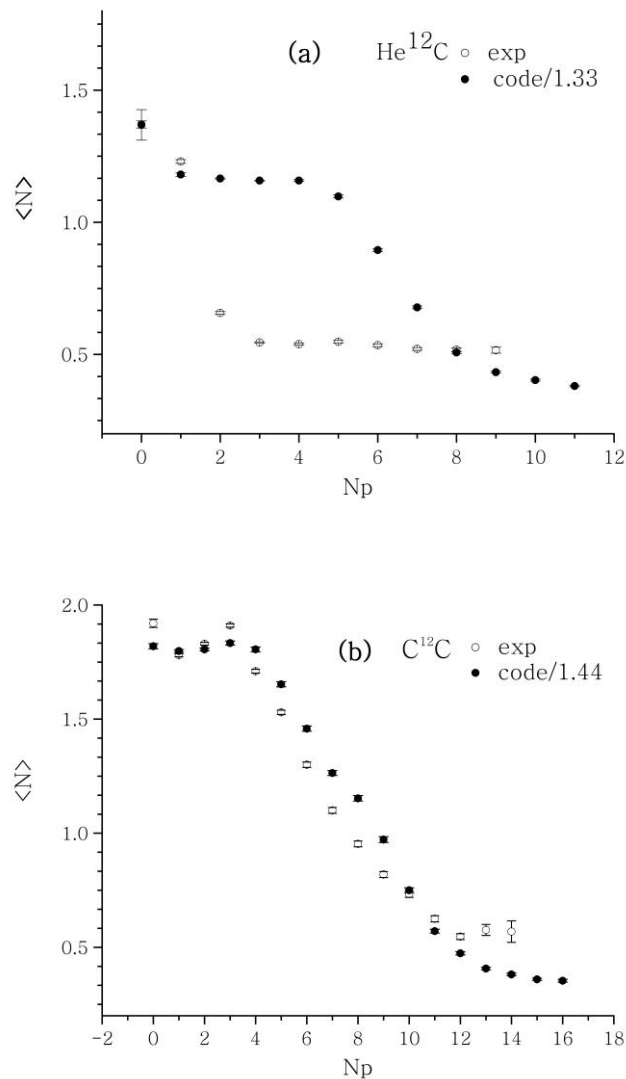 (a) He¹²C ○ exp
● code/1.33
1.5
1.0
0.5
<N>
0 2 4 6 8 10 12
Np
2.0
1.5
1.0
0.5
(b) C¹²C ○ exp
● code/1.44
<N>
-2 0 2 4 6 8 10 12 14 16 18
Np